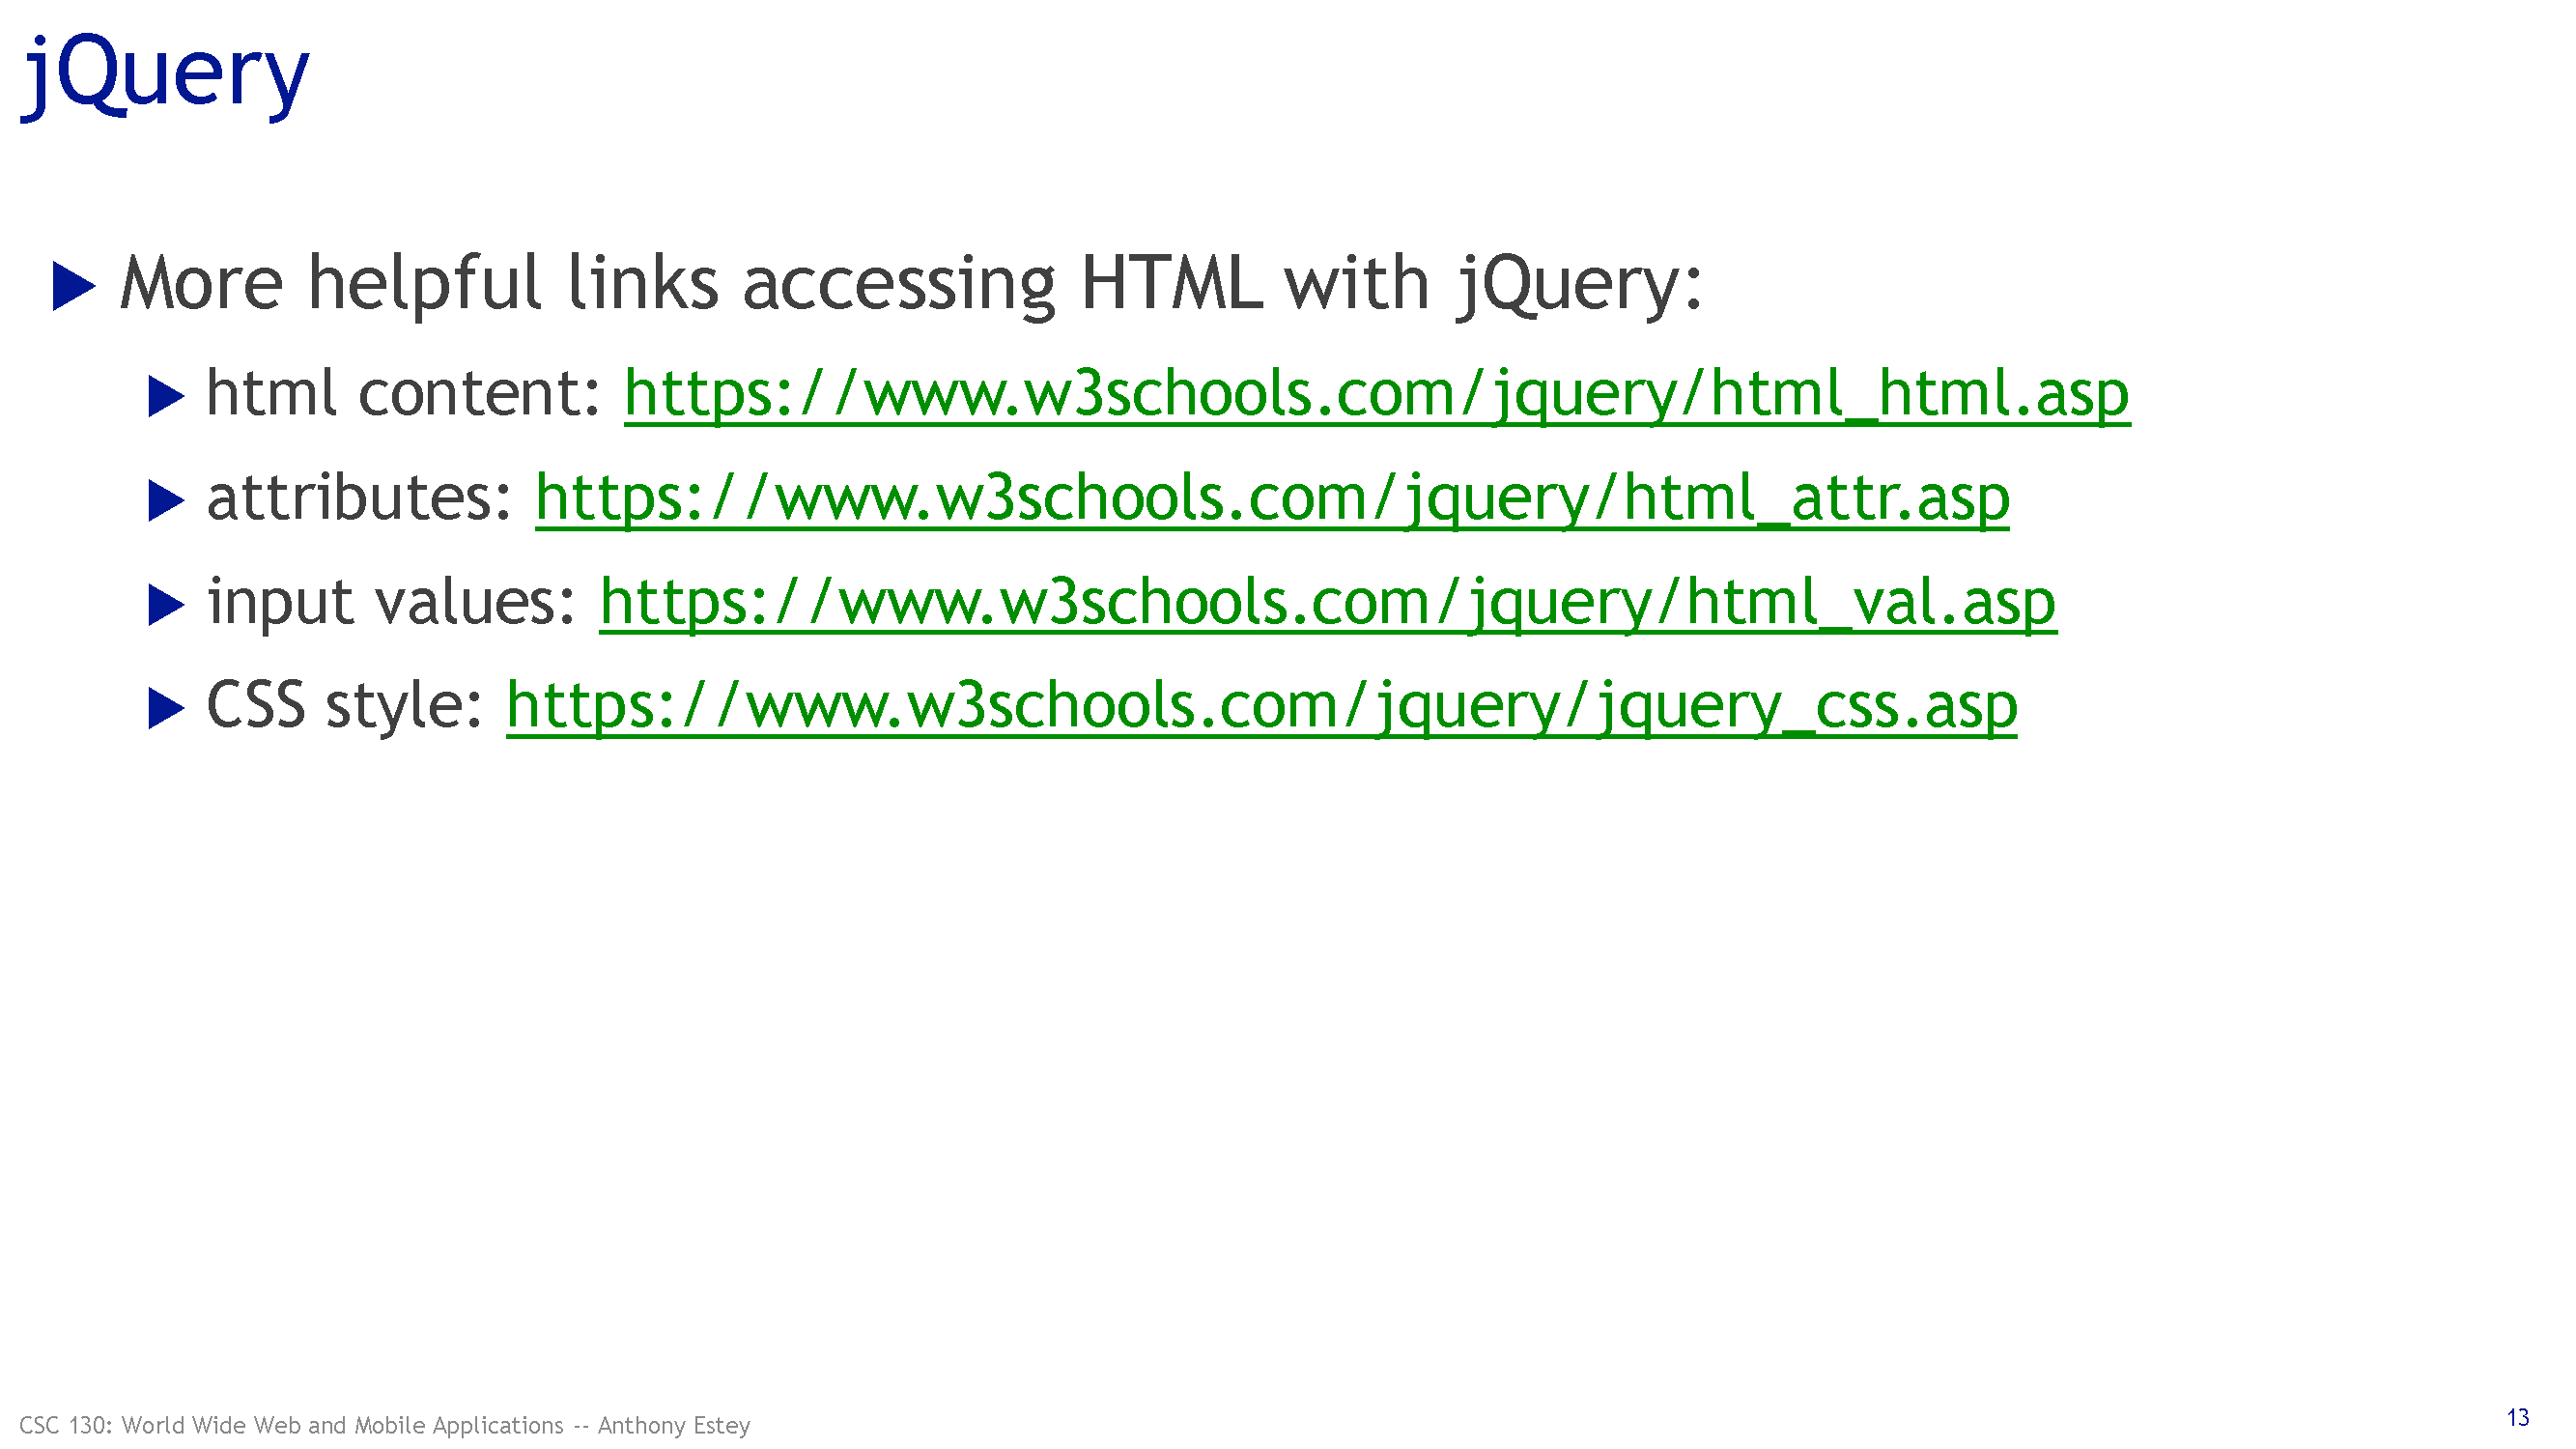 jQuery
More helpful links accessing HTML with jQuery:
html content: https://www.w3schools.com/jquery/html_html.asp
attributes: https://www.w3schools.com/jquery/html_attr.asp
input values: https://www.w3schools.com/jquery/html_val.asp
CSS style: https://www.w3schools.com/jquery/jquery_css.asp
CSC 130: World Wide Web and Mobile Applications -- Anthony Estey
13